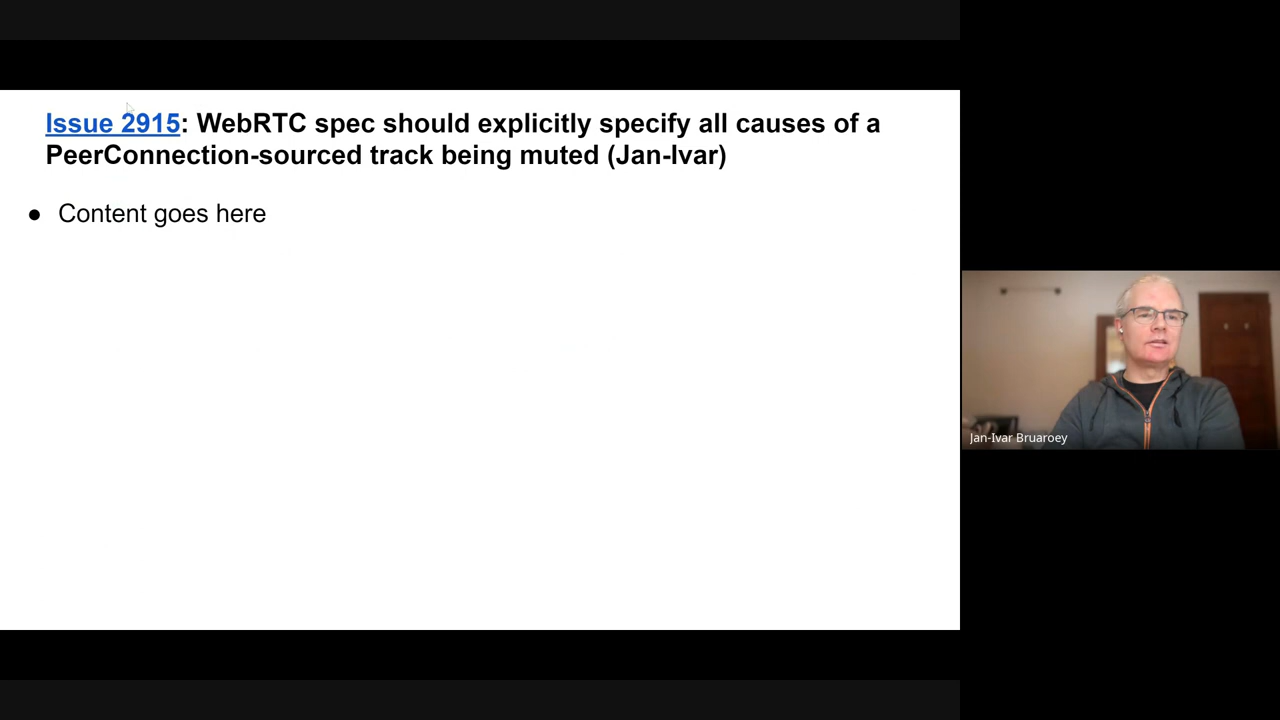 Issue 2915: WebRTC spec should explicitly specify all causes of a
PeerConnection-sourced track being muted (Jan-Ivar)
● Content goes here
Jan-Ivar Bruaroey